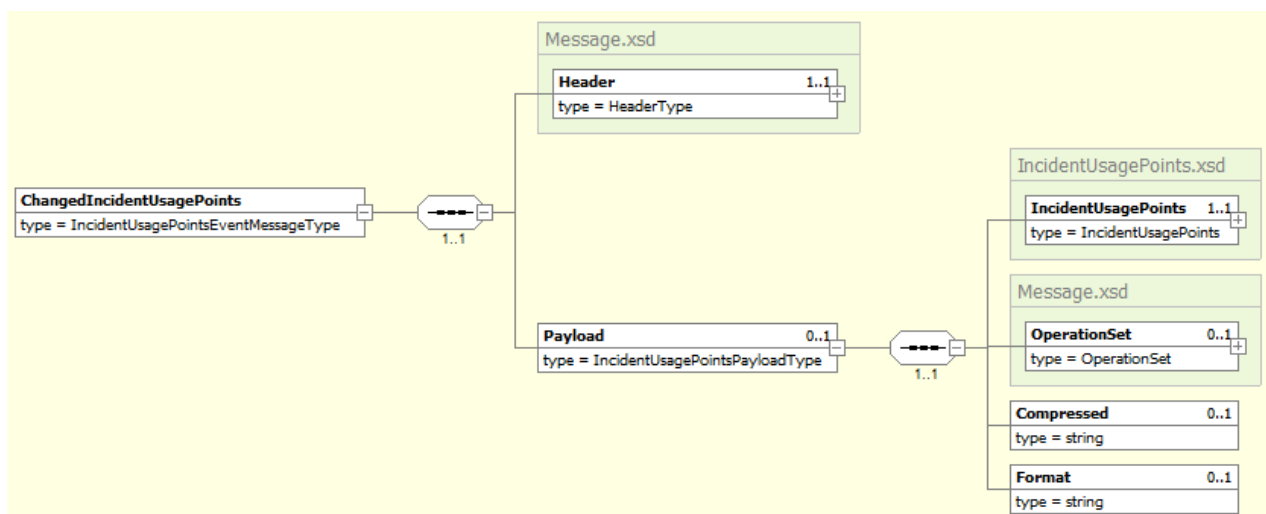 Message.xsd
Header 1..1
type = HeaderType
ChangedIncidentUsagePoints
type = IncidentUsagePointsEventMessageType
1..1
Payload 0..1
type = IncidentUsagePointsPayloadType
1..1
IncidentUsagePoints.xsd
IncidentUsagePoints 1..1
type = IncidentUsagePoints
Message.xsd
OperationSet 0..1
type = OperationSet
Compressed 0..1
type = string
Format 0..1
type = string